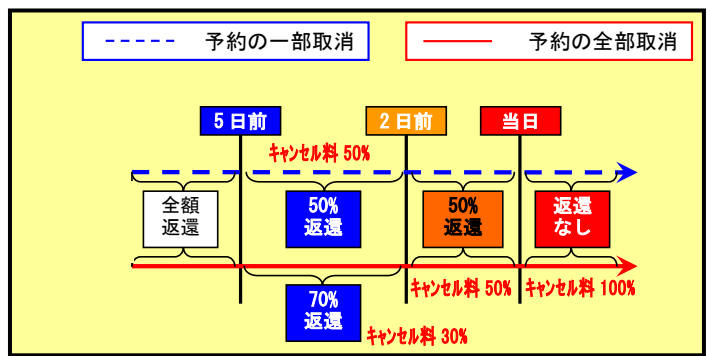 予約の一部取消
予約の全部取消
5日前
2日前
当日
キャンセル料 50%
全額
返還
50%
返還
50%
返還
返還
なし
70%
返還
キャンセル料 50%
キャンセル料 100%
キャンセル料 30%